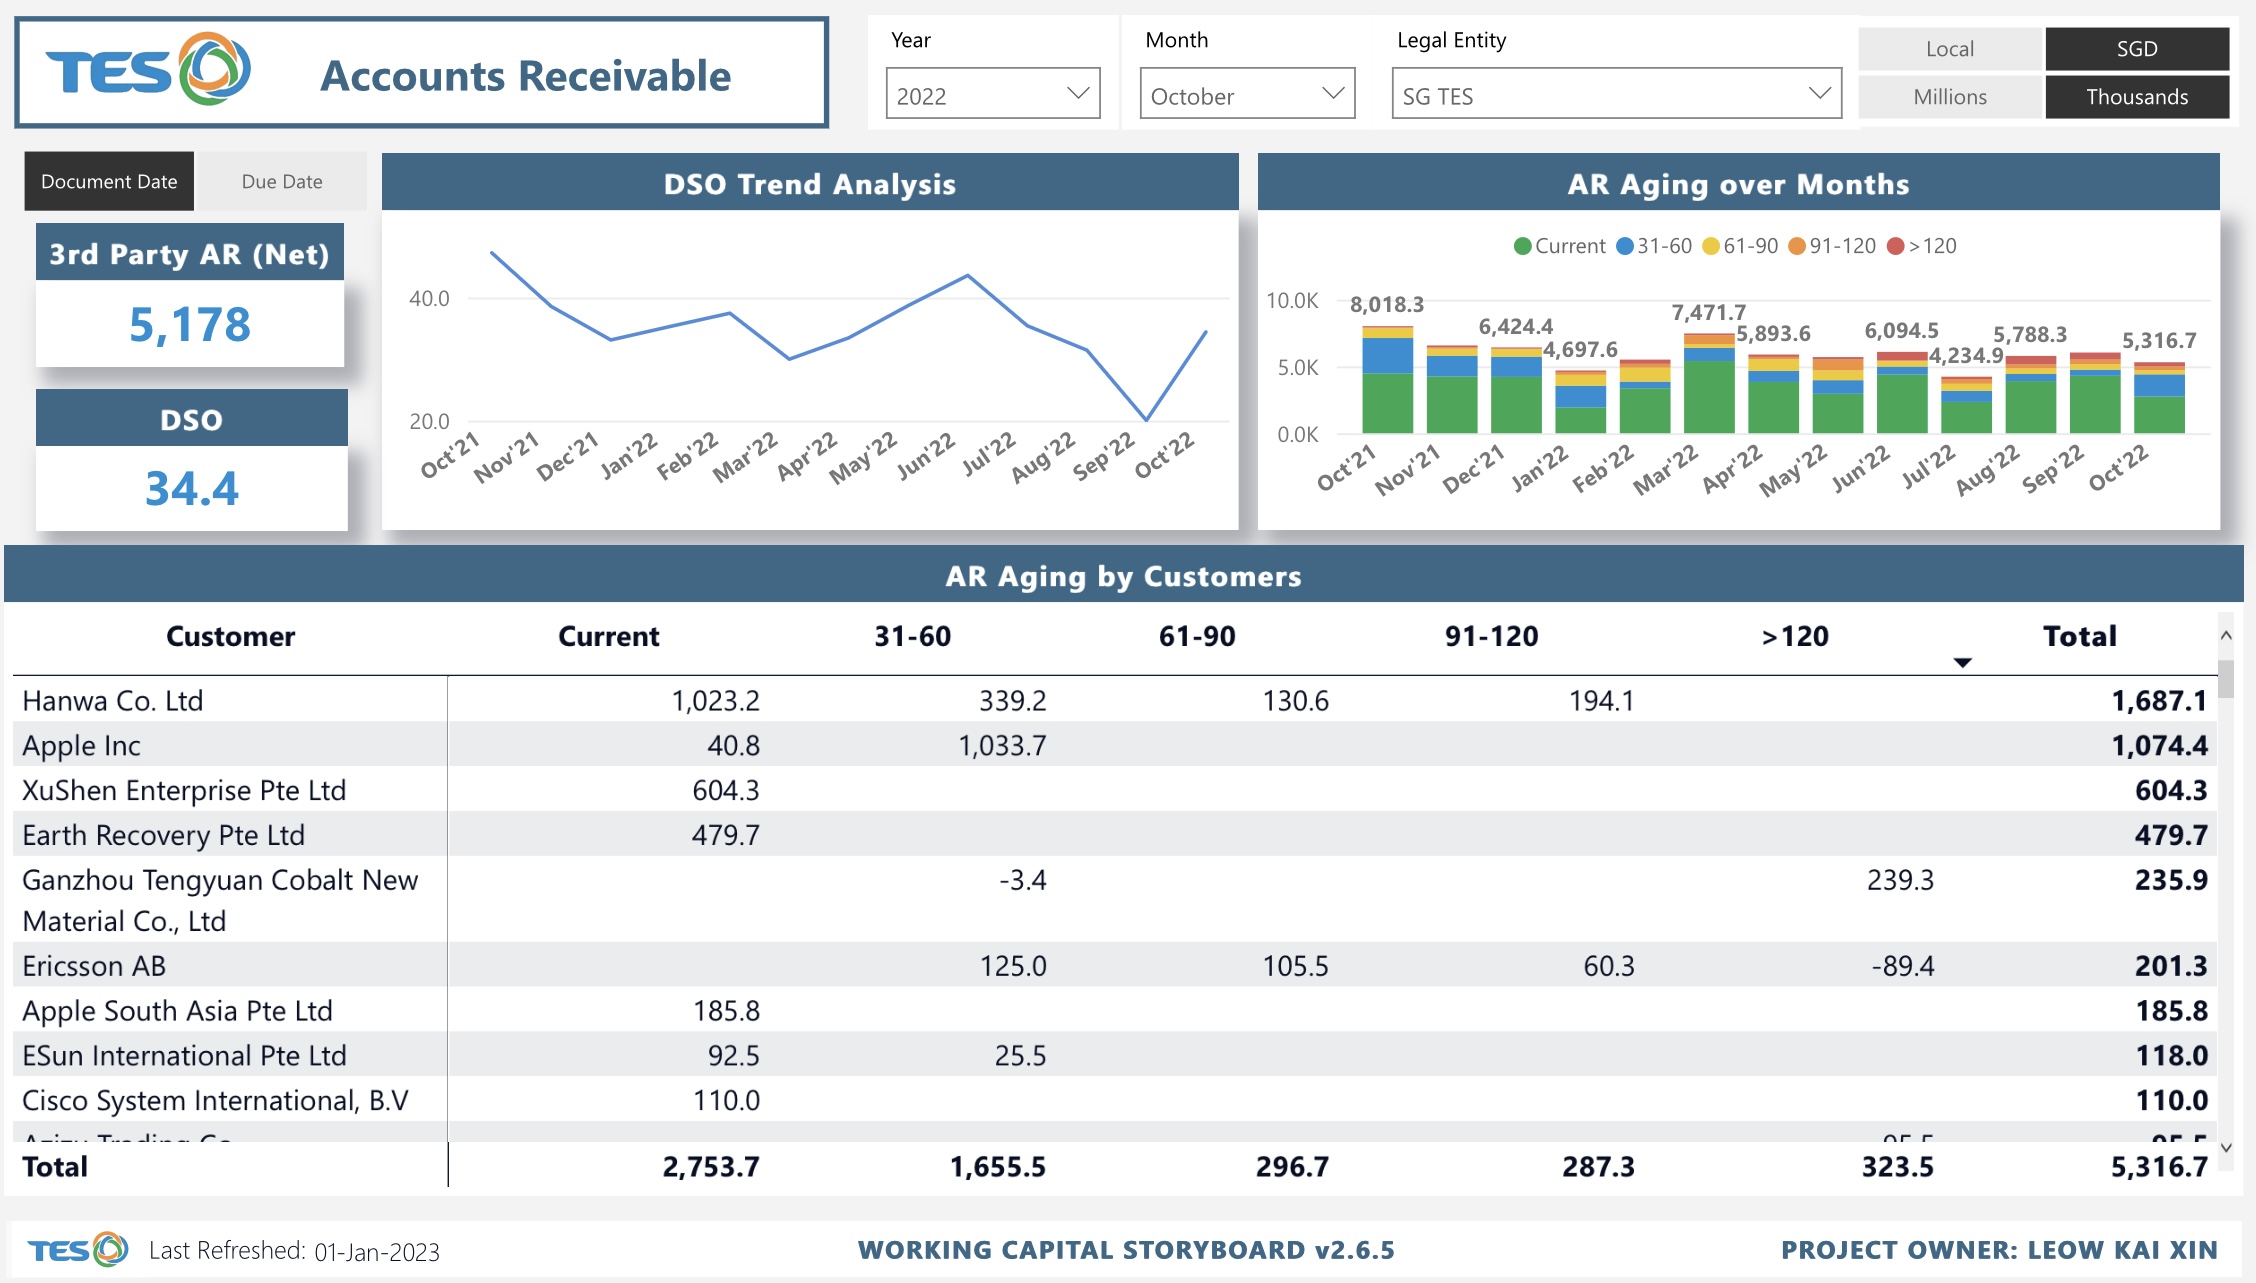 TES
Accounts Receivable
Year
2022
Month
October
Legal Entity
SG TES
Local
SGD
Millions
Thousands
Document Date
Due Date
3rd Party AR (Net)
5,178
DSO
34.4
DSO Trend Analysis
40.0
20.0
Oct'21 Nov'21 Dec'21 Jan'22 Feb'22 Mar'22 Apr'22 May'22 Jun'22 Jul'22 Aug'22 Sep'22 Oct'22
AR Aging over Months
Current 31-60 61-90 91-120 >120
10.0K
5.0K
0.0K
8,018.3 6,424.4 4,697.6 7,471.7 5,893.6 6,094.5 4,234.9 5,788.3 5,316.7
Oct'21 Nov'21 Dec'21 Jan'22 Feb'22 Mar'22 Apr'22 May'22 Jun'22 Jul'22 Aug'22 Sep'22 Oct'22
AR Aging by Customers
Customer Current 31-60 61-90 91-120 >120 Total
Hanwa Co. Ltd 1,023.2 339.2 130.6 194.1 1,687.1
Apple Inc 40.8 1,033.7 1,074.4
XuShen Enterprise Pte Ltd 604.3 604.3
Earth Recovery Pte Ltd 479.7 479.7
Ganzhou Tengyuan Cobalt New -3.4 239.3 235.9
Material Co., Ltd
Ericsson AB 125.0 105.5 60.3 -89.4 201.3
Apple South Asia Pte Ltd 185.8 185.8
ESun International Pte Ltd 92.5 25.5 118.0
Cisco System International, B.V 110.0 110.0
Total 2,753.7 1,655.5 296.7 287.3 323.5 5,316.7
TES
Last Refreshed: 01-Jan-2023
WORKING CAPITAL STORYBOARD v2.6.5
PROJECT OWNER: LEOW KAI XIN